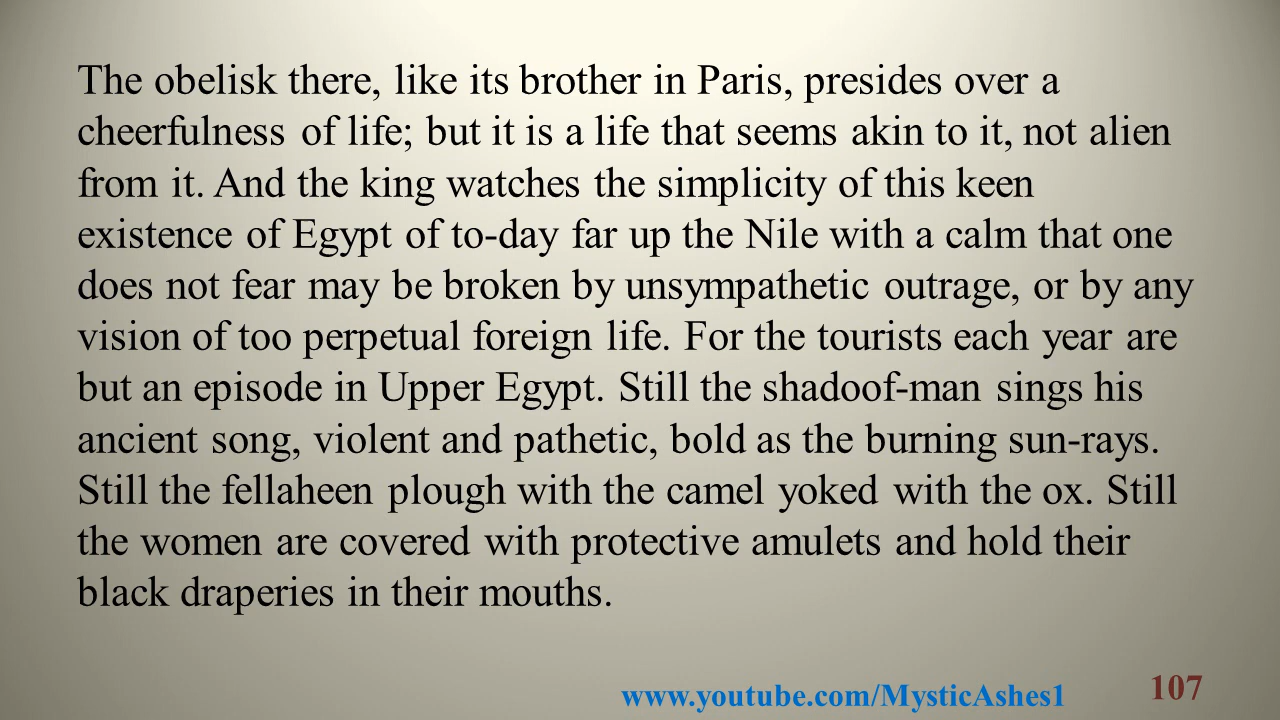 The obelisk there, like its brother in Paris, presides over a
cheerfulness of life; but it is a life that seems akin to it, not alien
from it. And the king watches the simplicity of this keen
existence of Egypt of to-day far up the Nile with a calm that one
does not fear may be broken by unsympathetic outrage, or by any
vision of too perpetual foreign life. For the tourists each year are
but an episode in Upper Egypt. Still the shadoof-man sings his
ancient song, violent and pathetic, bold as the burning sun-rays.
Still the fellaheen plough with the camel yoked with the ox. Still
the women are covered with protective amulets and hold their
black draperies in their mouths.
www.youtube.com/MysticAshes1
107